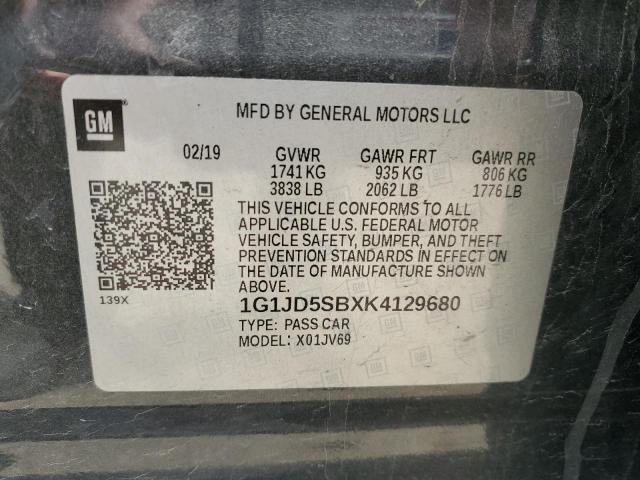 GM
MFD BY GENERAL MOTORS LLC
02/19 GVWR GAWR FRT GAWR RR
1741 KG 935 KG 806 KG
3838 LB 2062 LB 1776 LB
THIS VEHICLE CONFORMS TO ALL
APPLICABLE U.S. FEDERAL MOTOR
VEHICLE SAFETY, BUMPER, AND THEFT
PREVENTION STANDARDS IN EFFECT ON
THE DATE OF MANUFACTURE SHOWN
ABOVE.
139X
1G1JD5SBXK4129680
TYPE: PASS CAR
MODEL: X01JV69